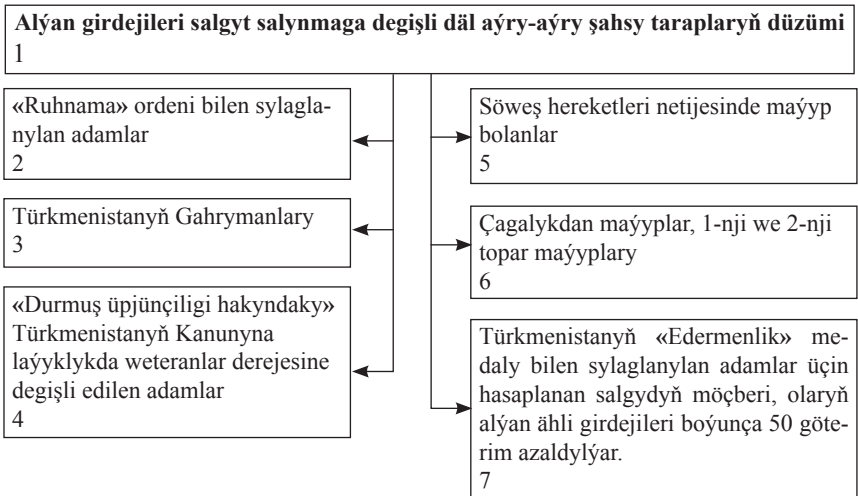 Alýan girdejileri salgyt salynmaga degişli däl aýry-aýry şahsy taraplaryň düzümi
1
«Ruhnama» ordeni bilen sylagla-
nylan adamlar
2
Türkmenistanyň Gahrymanlary
3
«Durmuş üpjünçiligi hakyndaky»
Türkmenistanyň Kanunyna
laýyklykda weteranlar derejesine
degişli edilen adamlar
4
Söweş hereketleri netijesinde maýyp
bolanlar
5
Çagalykdan maýyplar, 1-nji we 2-nji
topar maýyplary
6
Türkmenistanyň «Edermenlik» me-
daly bilen sylaglanylan adamlar üçin
hasaplanan salgydyň möçberi, olaryň
alýan ähli girdejileri boýunça 50 göte-
rim azaldylýar.
7